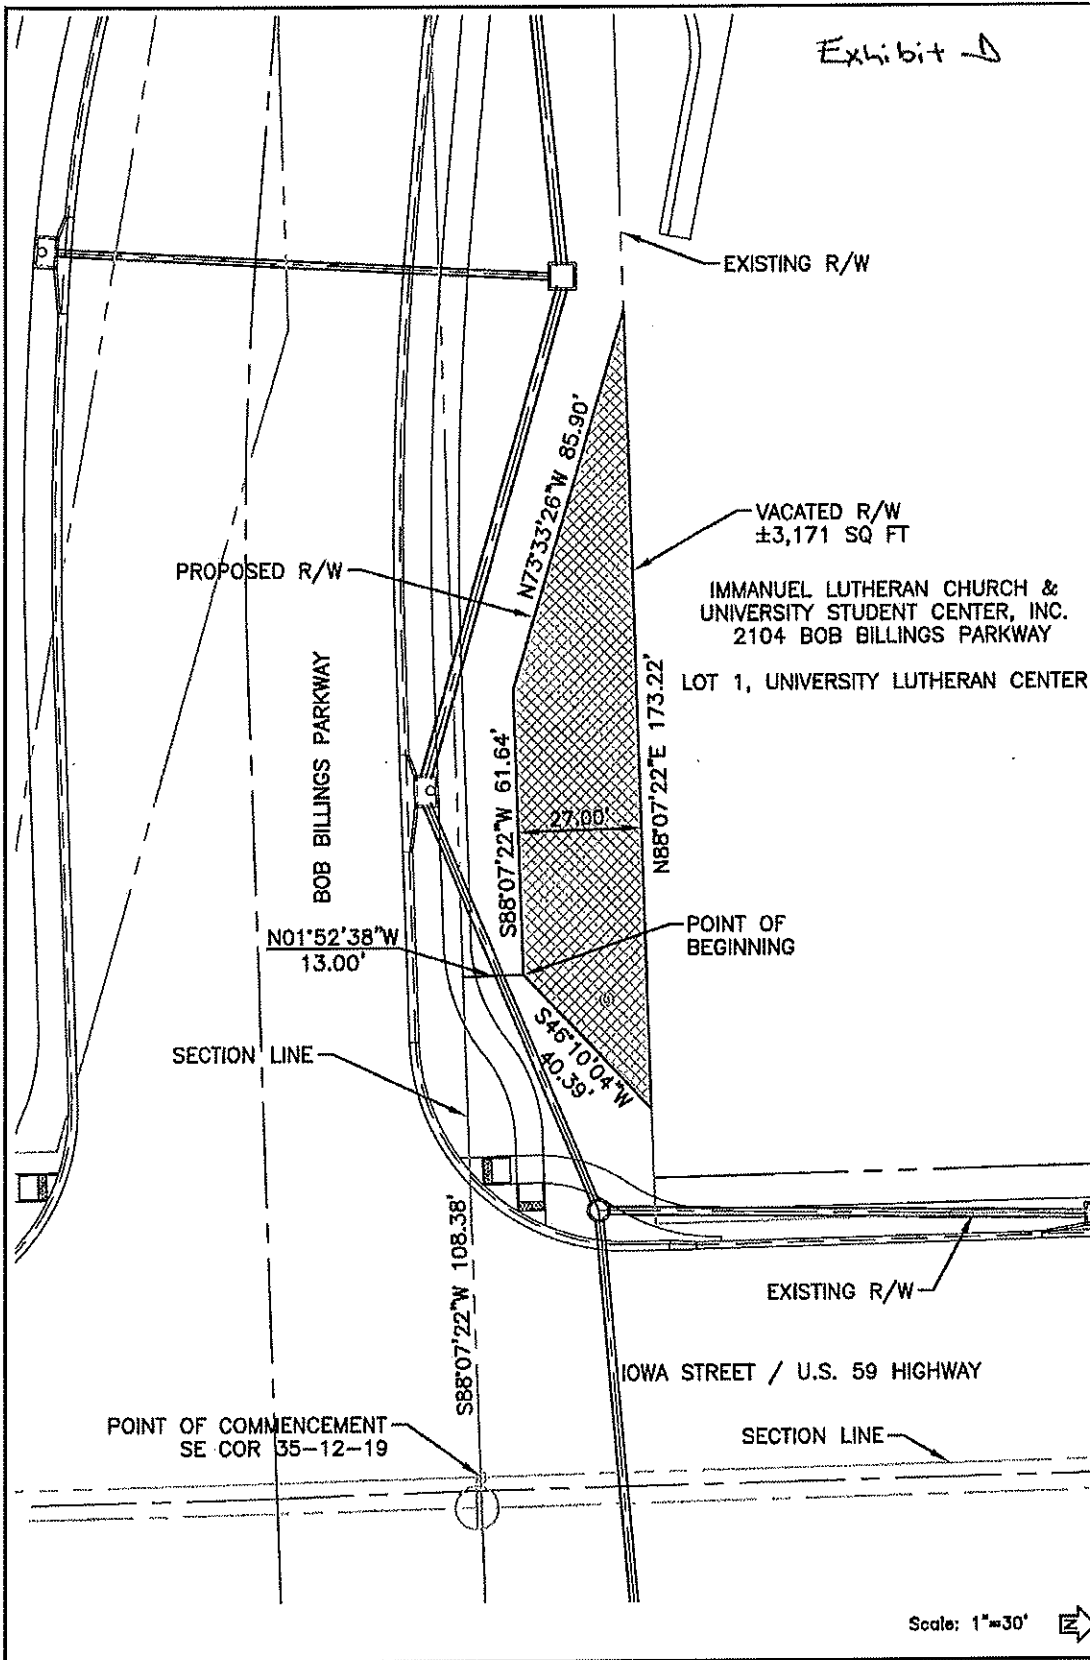 Exhibit D
EXISTING R/W
N73°33'26"W 85.90'
VACATED R/W
±3,171 SQ FT
PROPOSED R/W
IMMANUEL LUTHERAN CHURCH &
UNIVERSITY STUDENT CENTER, INC.
2104 BOB BILLINGS PARKWAY
LOT 1, UNIVERSITY LUTHERAN CENTER
BOB BILLINGS PARKWAY
S88°07'22"W 61.64'
27.00'
N88°07'22"E 173.22'
N01°52'38"W
13.00'
POINT OF
BEGINNING
S46°10'04"W
40.39'
SECTION LINE
S88°07'22"W 108.38'
EXISTING R/W
IOWA STREET / U.S. 59 HIGHWAY
POINT OF COMMENCEMENT
SE COR 35-12-19
SECTION LINE
Scale: 1"=30'
N